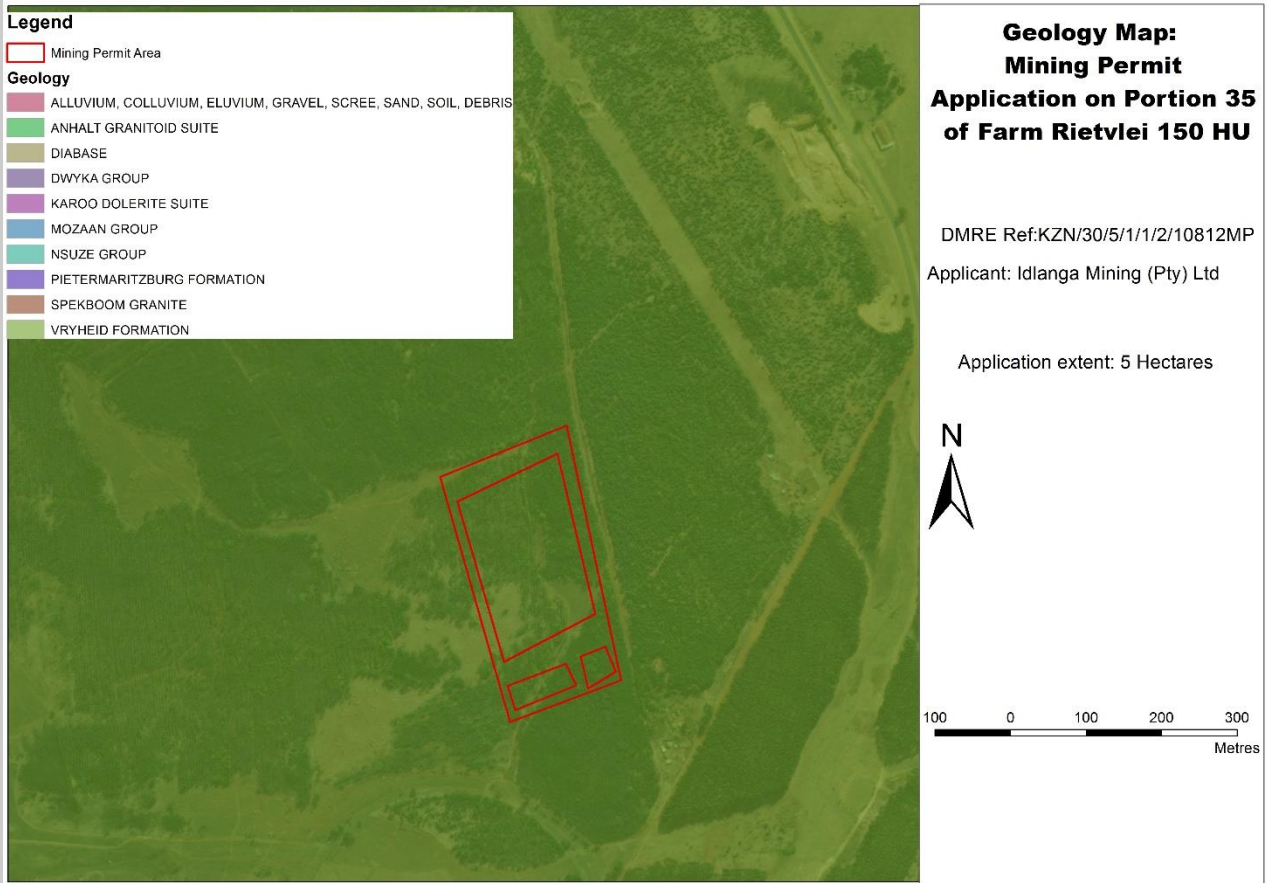 Legend
Mining Permit Area
Geology
ALLUVIUM, COLLUVIUM, ELUVIUM, GRAVEL, SCREE, SAND, SOIL, DEBRIS
ANHALT GRANITOID SUITE
DIABASE
DWYKA GROUP
KAROO DOLERITE SUITE
MOZAAN GROUP
NSUZE GROUP
PIETERMARITZBURG FORMATION
SPEKBOOM GRANITE
VRYHEID FORMATION
Geology Map:
Mining Permit
Application on Portion 35
of Farm Rietvlei 150 HU
DMRE Ref:KZN/30/5/1/1/2/10812MP
Applicant: Idlanga Mining (Pty) Ltd
Application extent: 5 Hectares
N
100 0 100 200 300
Metres